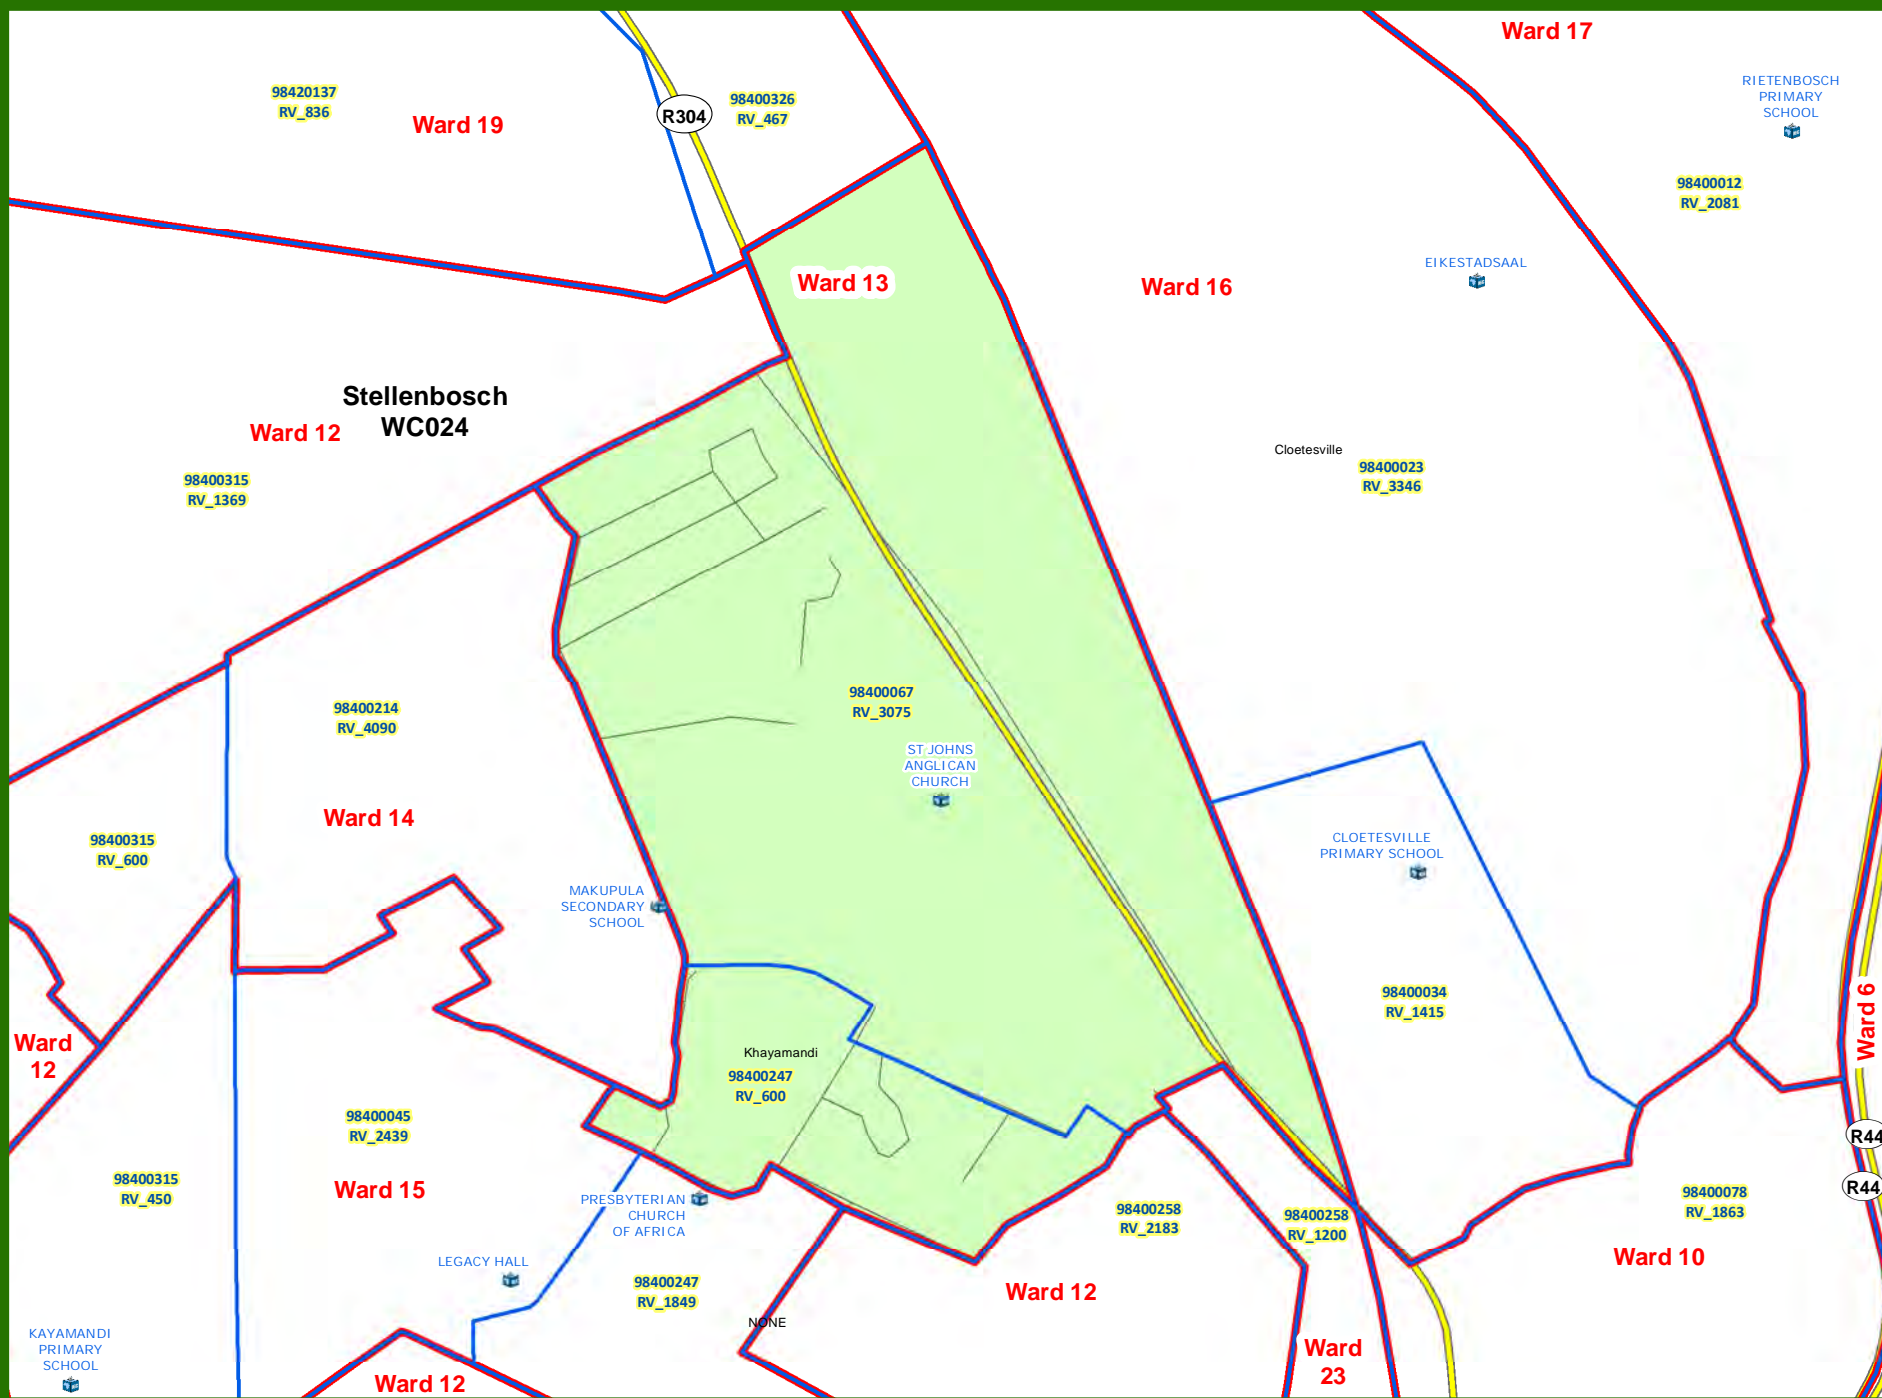 Ward 17
RIETENBOSCH
PRIMARY
SCHOOL
98420137
RV_836
Ward 19
R304
98400326
RV_467
98400012
RV_2081
EIKESTADSAAL
Ward 13
Ward 16
Stellenbosch
WC024
Ward 12
98400315
RV_1369
Cloetesville
98400023
RV_3346
98400214
RV_4090
98400067
RV_3075
ST JOHNS
ANGLICAN
CHURCH
Ward 14
98400315
RV_600
CLOETESVILLE
PRIMARY SCHOOL
MAKUPULA
SECONDARY
SCHOOL
98400034
RV_1415
Ward 6
Ward
12
Khayamandi
98400247
RV_600
98400045
RV_2439
R44
R44
98400315
RV_450
Ward 15
PRESBYTERIAN
CHURCH
OF AFRICA
98400258
RV_2183
98400258
RV_1200
98400078
RV_1863
LEGACY HALL
98400247
RV_1849
Ward 12
Ward 10
NONE
KAYAMANDI
PRIMARY
SCHOOL
Ward
23
Ward 12